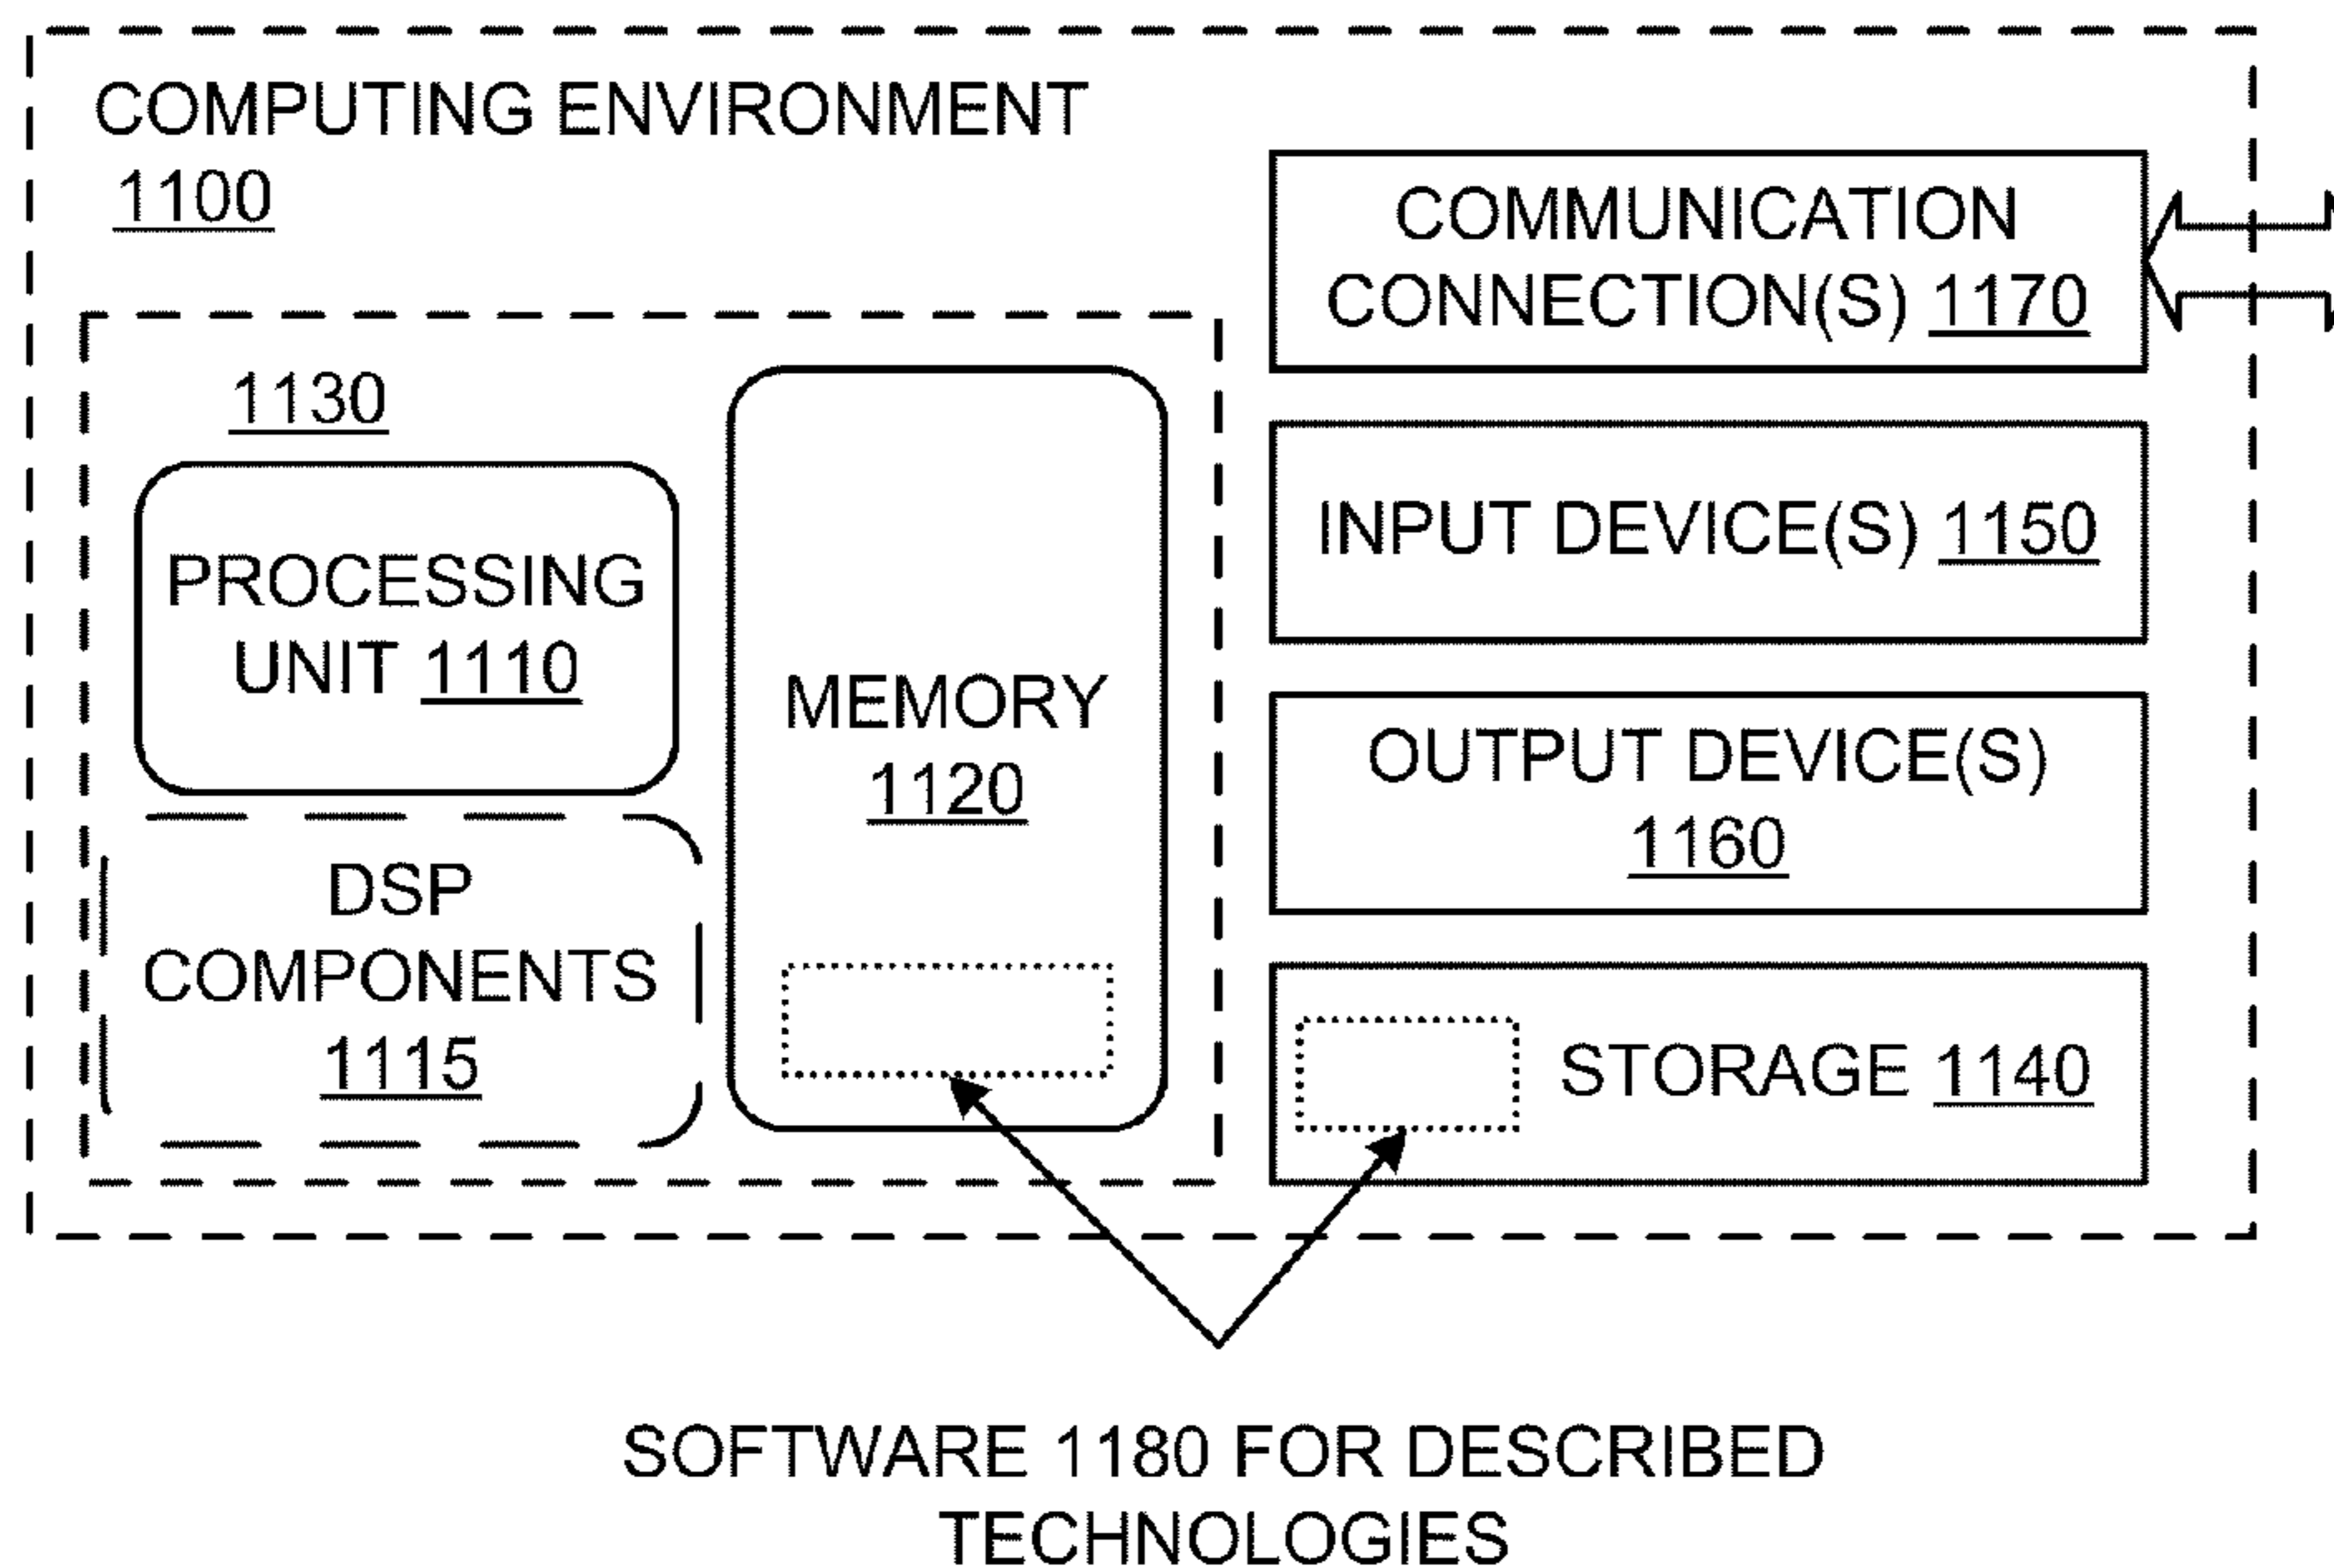 COMPUTING ENVIRONMENT
1100
1130
PROCESSING
UNIT 1110
DSP
COMPONENTS
1115
MEMORY
1120
COMMUNICATION
CONNECTION(S) 1170
INPUT DEVICE(S) 1150
OUTPUT DEVICE(S)
1160
STORAGE 1140
SOFTWARE 1180 FOR DESCRIBED
TECHNOLOGIES